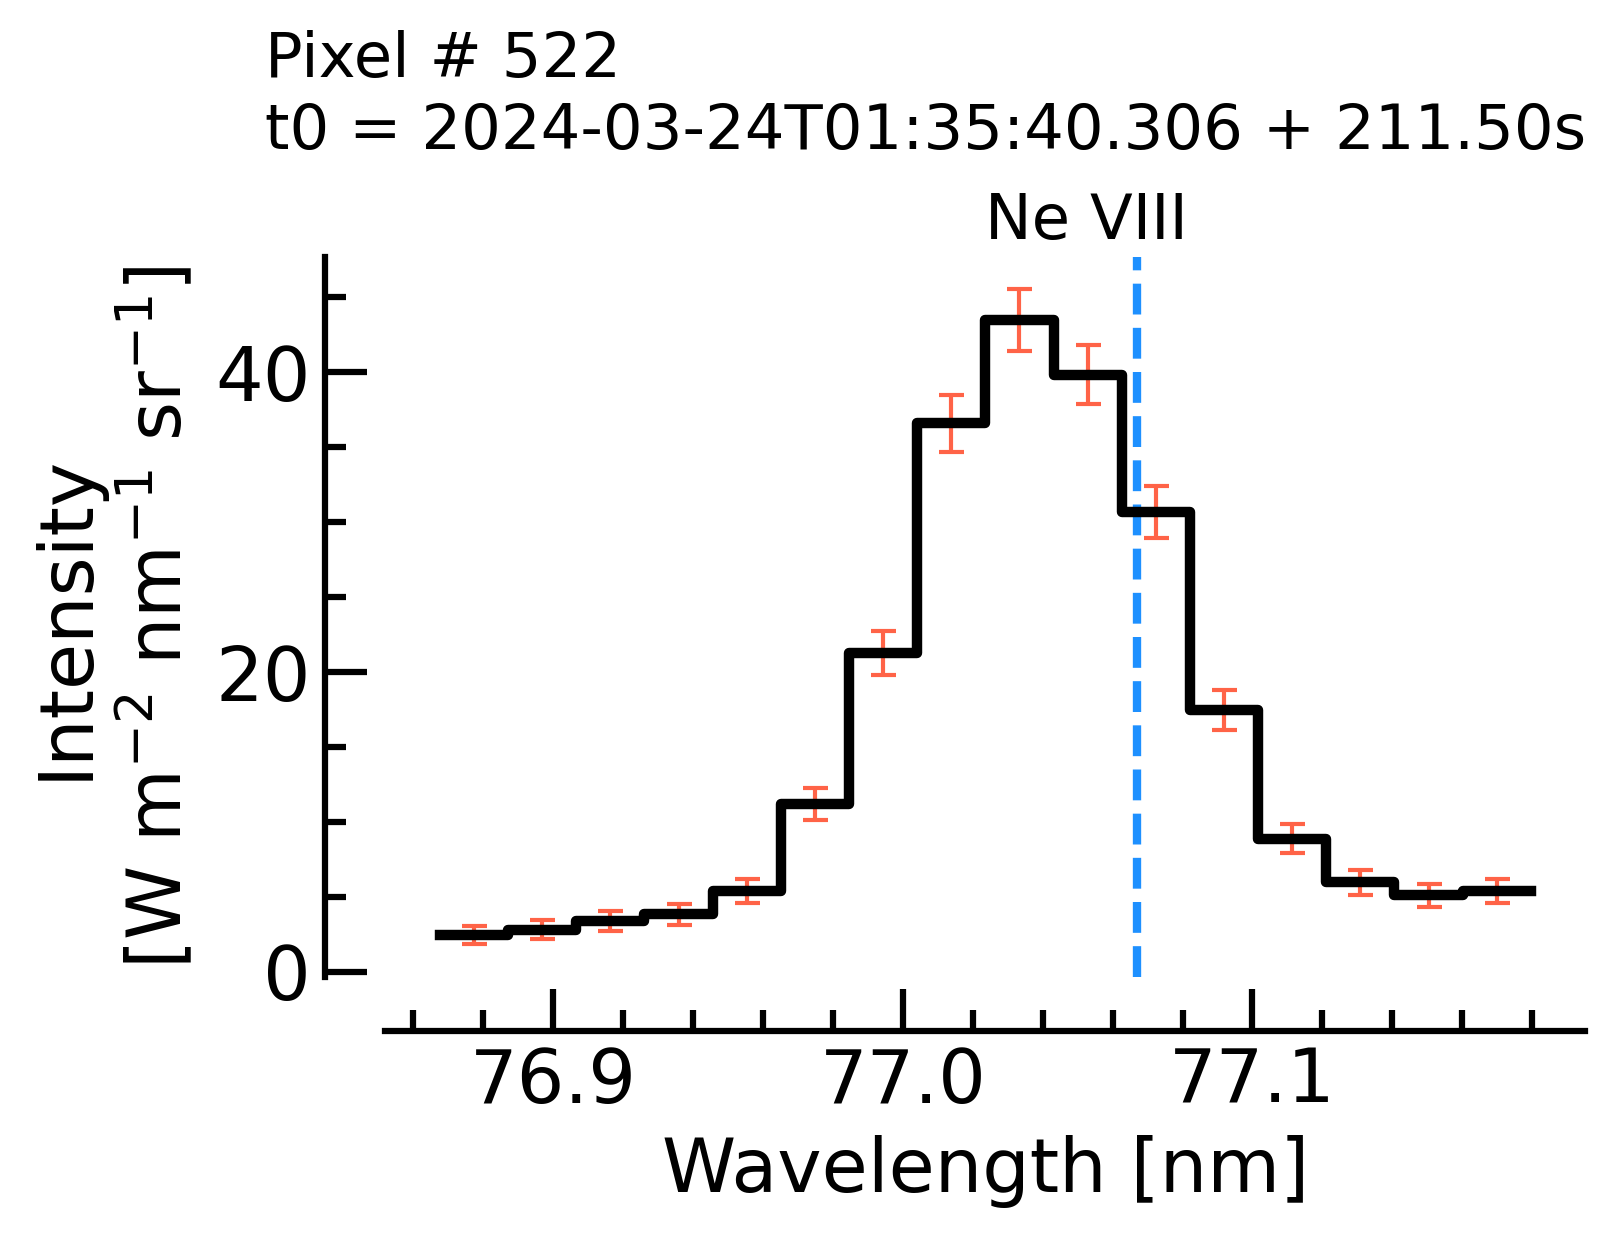 Pixel # 522
t0 = 2024-03-24T01:35:40.306 + 211.50s
Ne VIII
Intensity
[W m⁻² nm⁻¹ sr⁻¹]
40
20
0
76.9 77.0 77.1
Wavelength [nm]